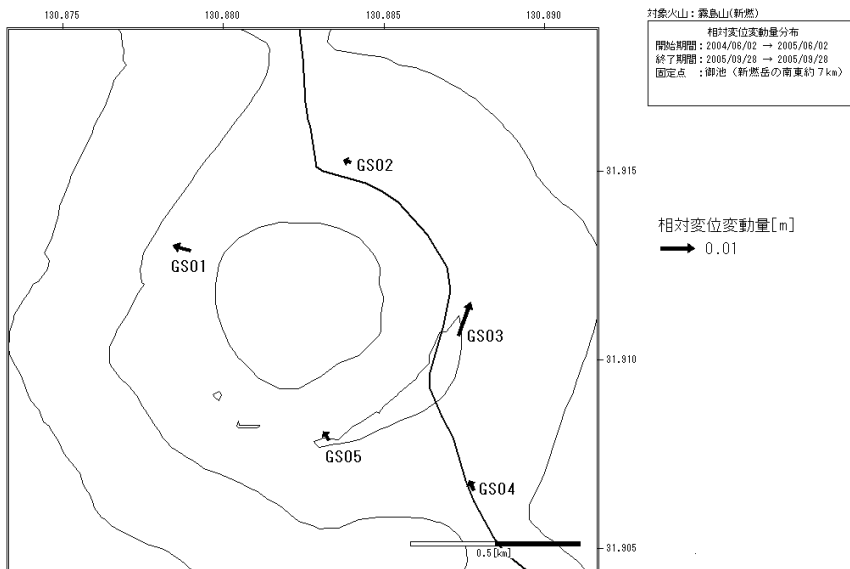 130.875 130.880 130.885 130.890
対象火山：霧島山(新燃)
相対変位変動量分布
開始期間：2004/06/02 → 2005/06/02
終了期間：2005/09/28 → 2005/09/28
固定点 ：御池（新燃岳の南東約７km）
GS02
31.915
相対変位変動量[m]
0.01
GS01
GS03
31.910
GS05
GS04
0.5[km]
31.905